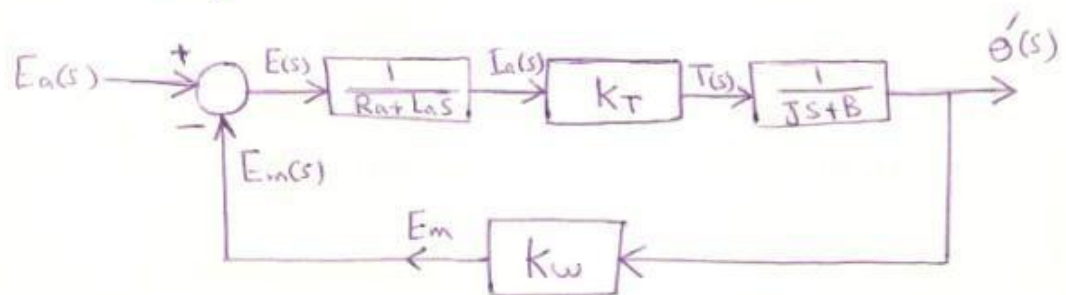 Ea(s)
+
−
E(s)
1
Ra+Las
Ia(s)
KT
T(s)
1
JS+B
θ'(s)
Em(s)
Em
Kω